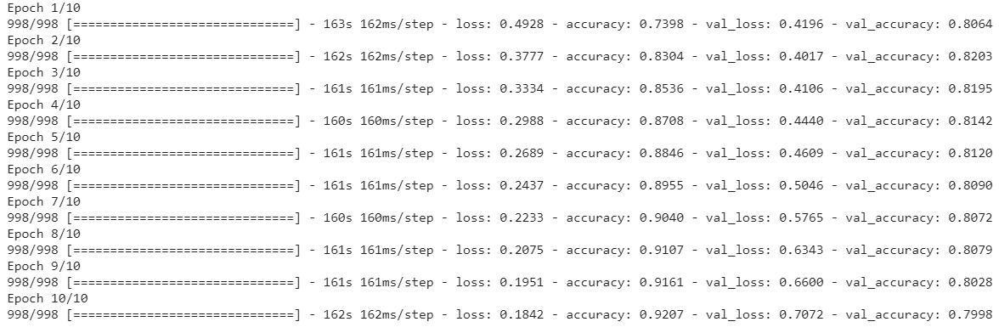 Epoch 1/10
998/998 [==============================] - 163s 162ms/step - loss: 0.4928 - accuracy: 0.7398 - val_loss: 0.4196 - val_accuracy: 0.8064
Epoch 2/10
998/998 [==============================] - 162s 162ms/step - loss: 0.3777 - accuracy: 0.8304 - val_loss: 0.4017 - val_accuracy: 0.8203
Epoch 3/10
998/998 [==============================] - 161s 161ms/step - loss: 0.3334 - accuracy: 0.8536 - val_loss: 0.4106 - val_accuracy: 0.8195
Epoch 4/10
998/998 [==============================] - 160s 160ms/step - loss: 0.2988 - accuracy: 0.8708 - val_loss: 0.4440 - val_accuracy: 0.8142
Epoch 5/10
998/998 [==============================] - 161s 161ms/step - loss: 0.2689 - accuracy: 0.8846 - val_loss: 0.4609 - val_accuracy: 0.8120
Epoch 6/10
998/998 [==============================] - 161s 161ms/step - loss: 0.2437 - accuracy: 0.8955 - val_loss: 0.5046 - val_accuracy: 0.8090
Epoch 7/10
998/998 [==============================] - 160s 160ms/step - loss: 0.2233 - accuracy: 0.9040 - val_loss: 0.5765 - val_accuracy: 0.8072
Epoch 8/10
998/998 [==============================] - 161s 161ms/step - loss: 0.2075 - accuracy: 0.9107 - val_loss: 0.6343 - val_accuracy: 0.8079
Epoch 9/10
998/998 [==============================] - 161s 161ms/step - loss: 0.1951 - accuracy: 0.9161 - val_loss: 0.6600 - val_accuracy: 0.8028
Epoch 10/10
998/998 [==============================] - 162s 162ms/step - loss: 0.1842 - accuracy: 0.9207 - val_loss: 0.7072 - val_accuracy: 0.7998